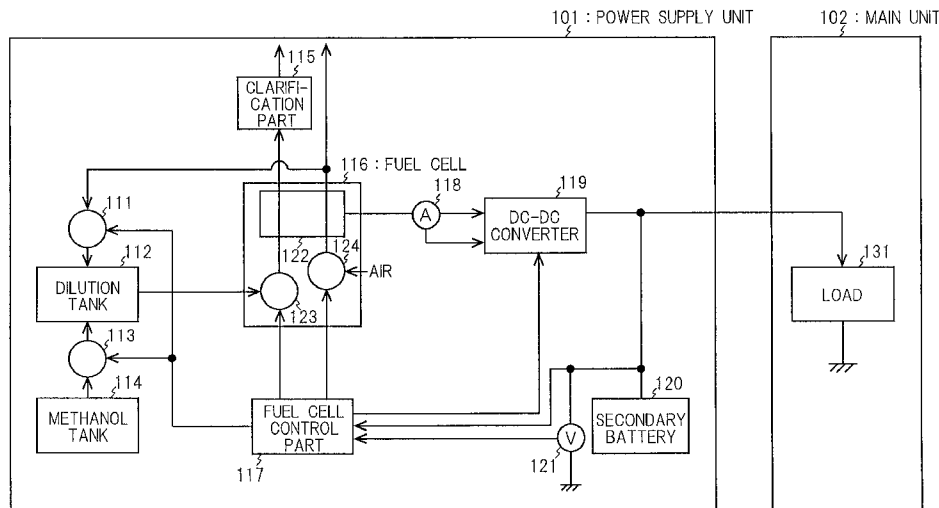 101 : POWER SUPPLY UNIT
102 : MAIN UNIT
115
CLARIFI-
CATION
PART
116 : FUEL CELL
118
119
111
A
DC-DC
CONVERTER
112
122
124
AIR
131
DILUTION
TANK
123
LOAD
113
114
120
METHANOL
TANK
FUEL CELL
CONTROL
PART
SECONDARY
BATTERY
V
121
117